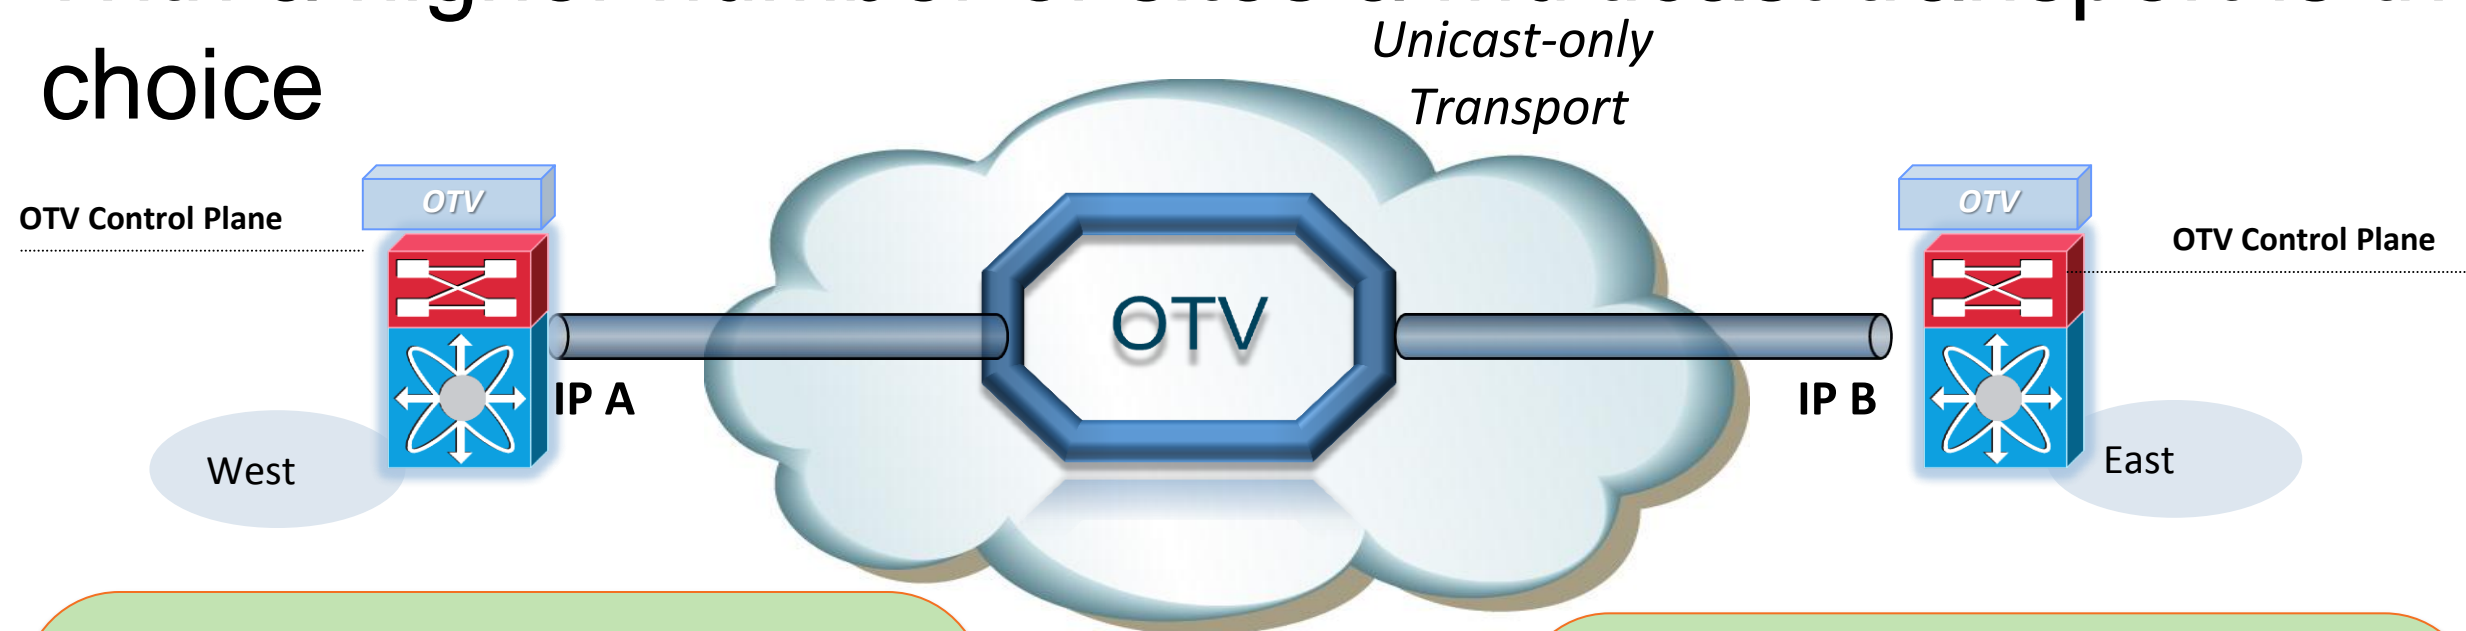 choice
Unicast-only
Transport
OTV
OTV
OTV Control Plane
OTV Control Plane
OTV
IP A
IP B
West
East